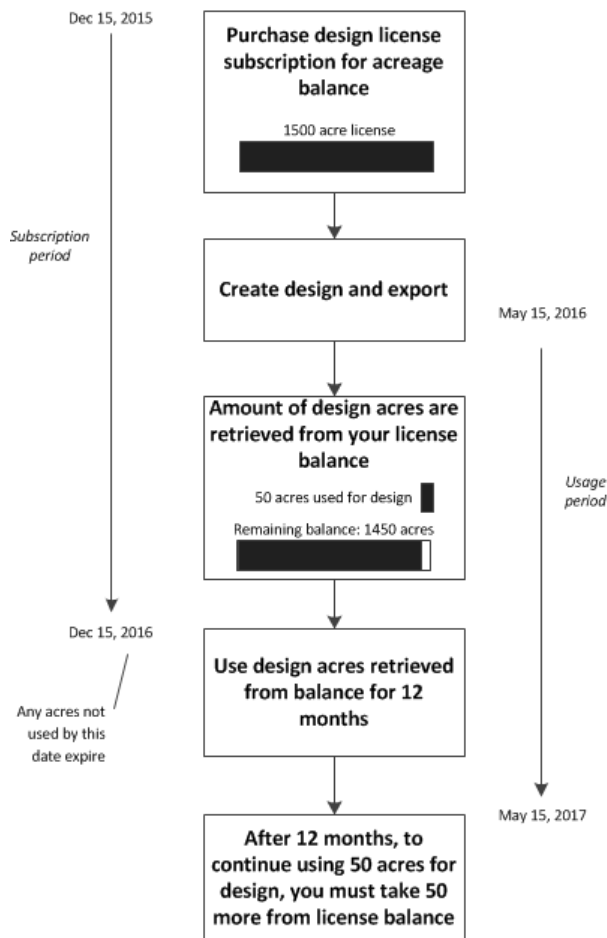 Dec 15, 2015
Purchase design license
subscription for acreage
balance
1500 acre license
Subscription
period
Create design and export
May 15, 2016
Amount of design acres are
retrieved from your license
balance
50 acres used for design
Remaining balance: 1450 acres
Usage
period
Dec 15, 2016
Any acres not
used by this
date expire
Use design acres retrieved
from balance for 12
months
May 15, 2017
After 12 months, to
continue using 50 acres for
design, you must take 50
more from license balance